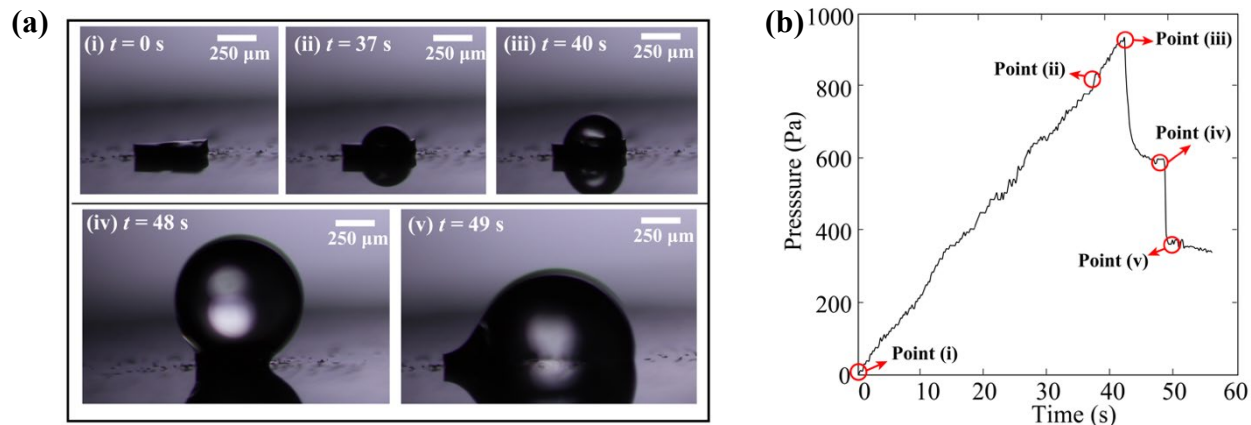 (a)
(i) t = 0 s
250 µm
(ii) t = 37 s
250 µm
(iii) t = 40 s
250 µm
(iv) t = 48 s
250 µm
(v) t = 49 s
250 µm
(b)
1000
800
600
400
200
0
Presssure (Pa)
Point (i)
Point (ii)
Point (iii)
Point (iv)
Point (v)
0
10
20
30
40
50
60
Time (s)